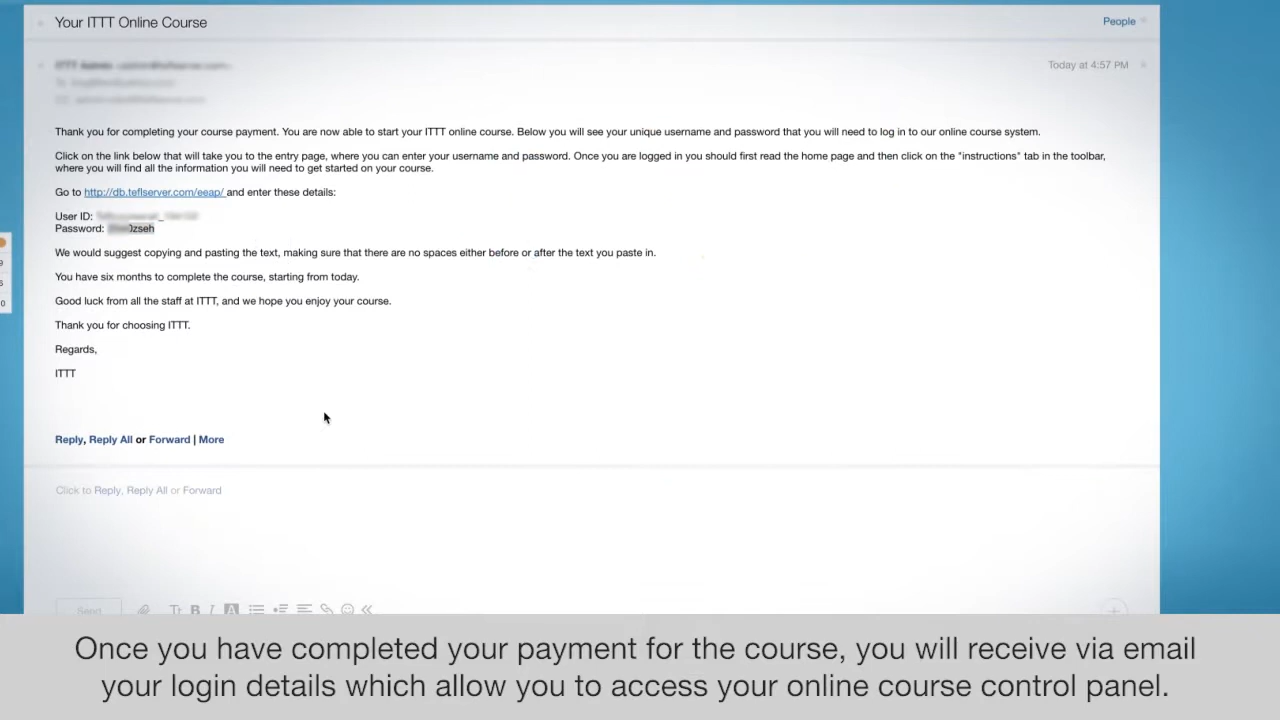 Your ITTT Online Course
People
Today at 4:57 PM
Thank you for completing your course payment. You are now able to start your ITTT online course. Below you will see your unique username and password that you will need to log in to our online course system.
Click on the link below that will take you to the entry page, where you can enter your username and password. Once you are logged in you should first read the home page and then click on the "instructions" tab in the toolbar,
where you will find all the information you will need to get started on your course.
Go to http://db.teflserver.com/eeap/ and enter these details:
User ID:
Password:
We would suggest copying and pasting the text, making sure that there are no spaces either before or after the text you paste in.
You have six months to complete the course, starting from today.
Good luck from all the staff at ITTT, and we hope you enjoy your course.
Thank you for choosing ITTT.
Regards,
ITTT
Reply, Reply All or Forward | More
Click to Reply, Reply All or Forward
Send
Once you have completed your payment for the course, you will receive via email
your login details which allow you to access your online course control panel.